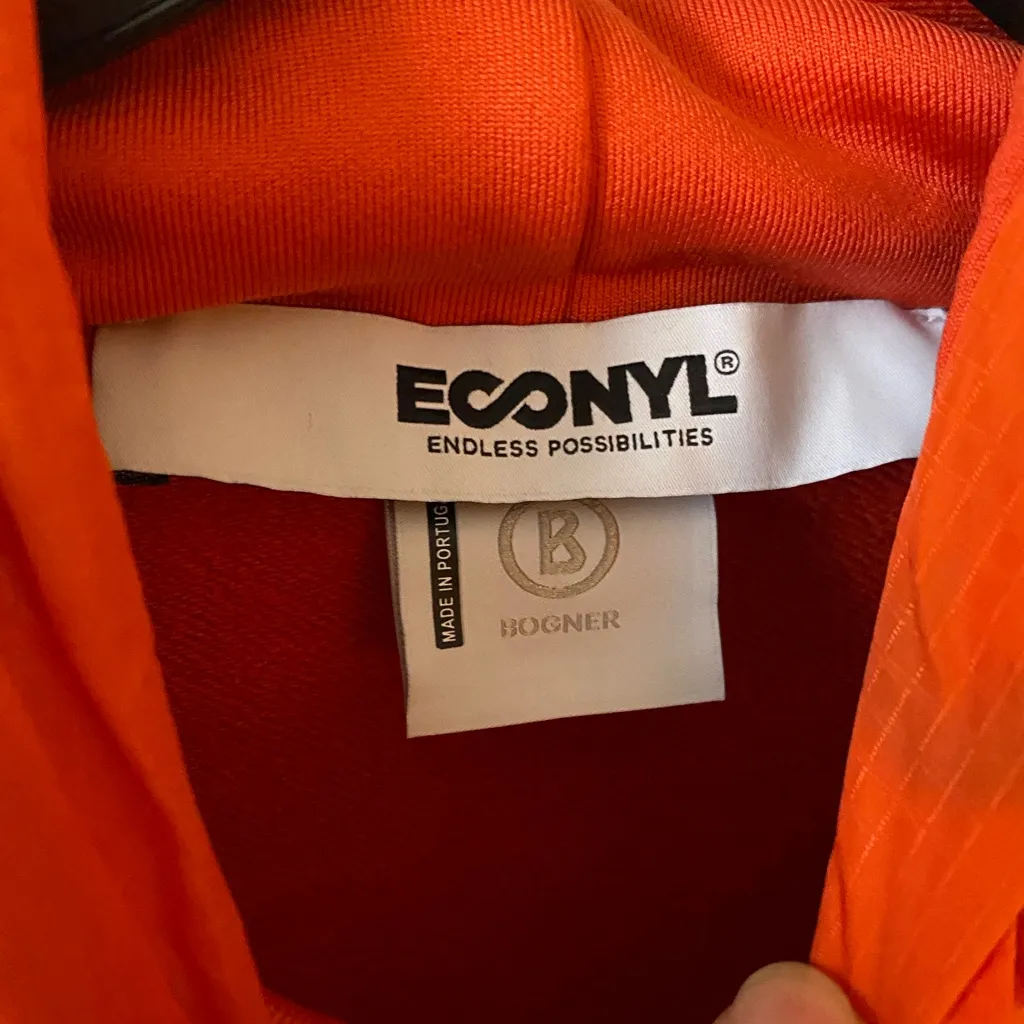 ECONYL®
ENDLESS POSSIBILITIES
MADE IN PORTUG
B
BOGNER